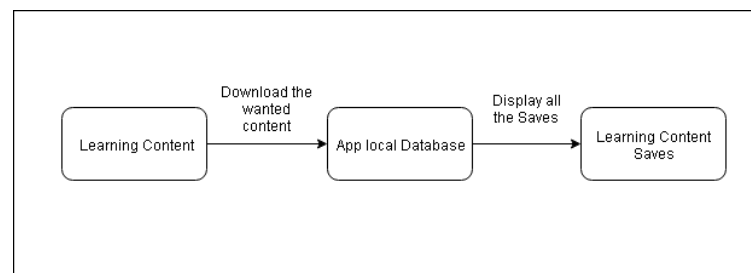 Download the
wanted
content
Display all
the Saves
Learning Content
App local Database
Learning Content
Saves